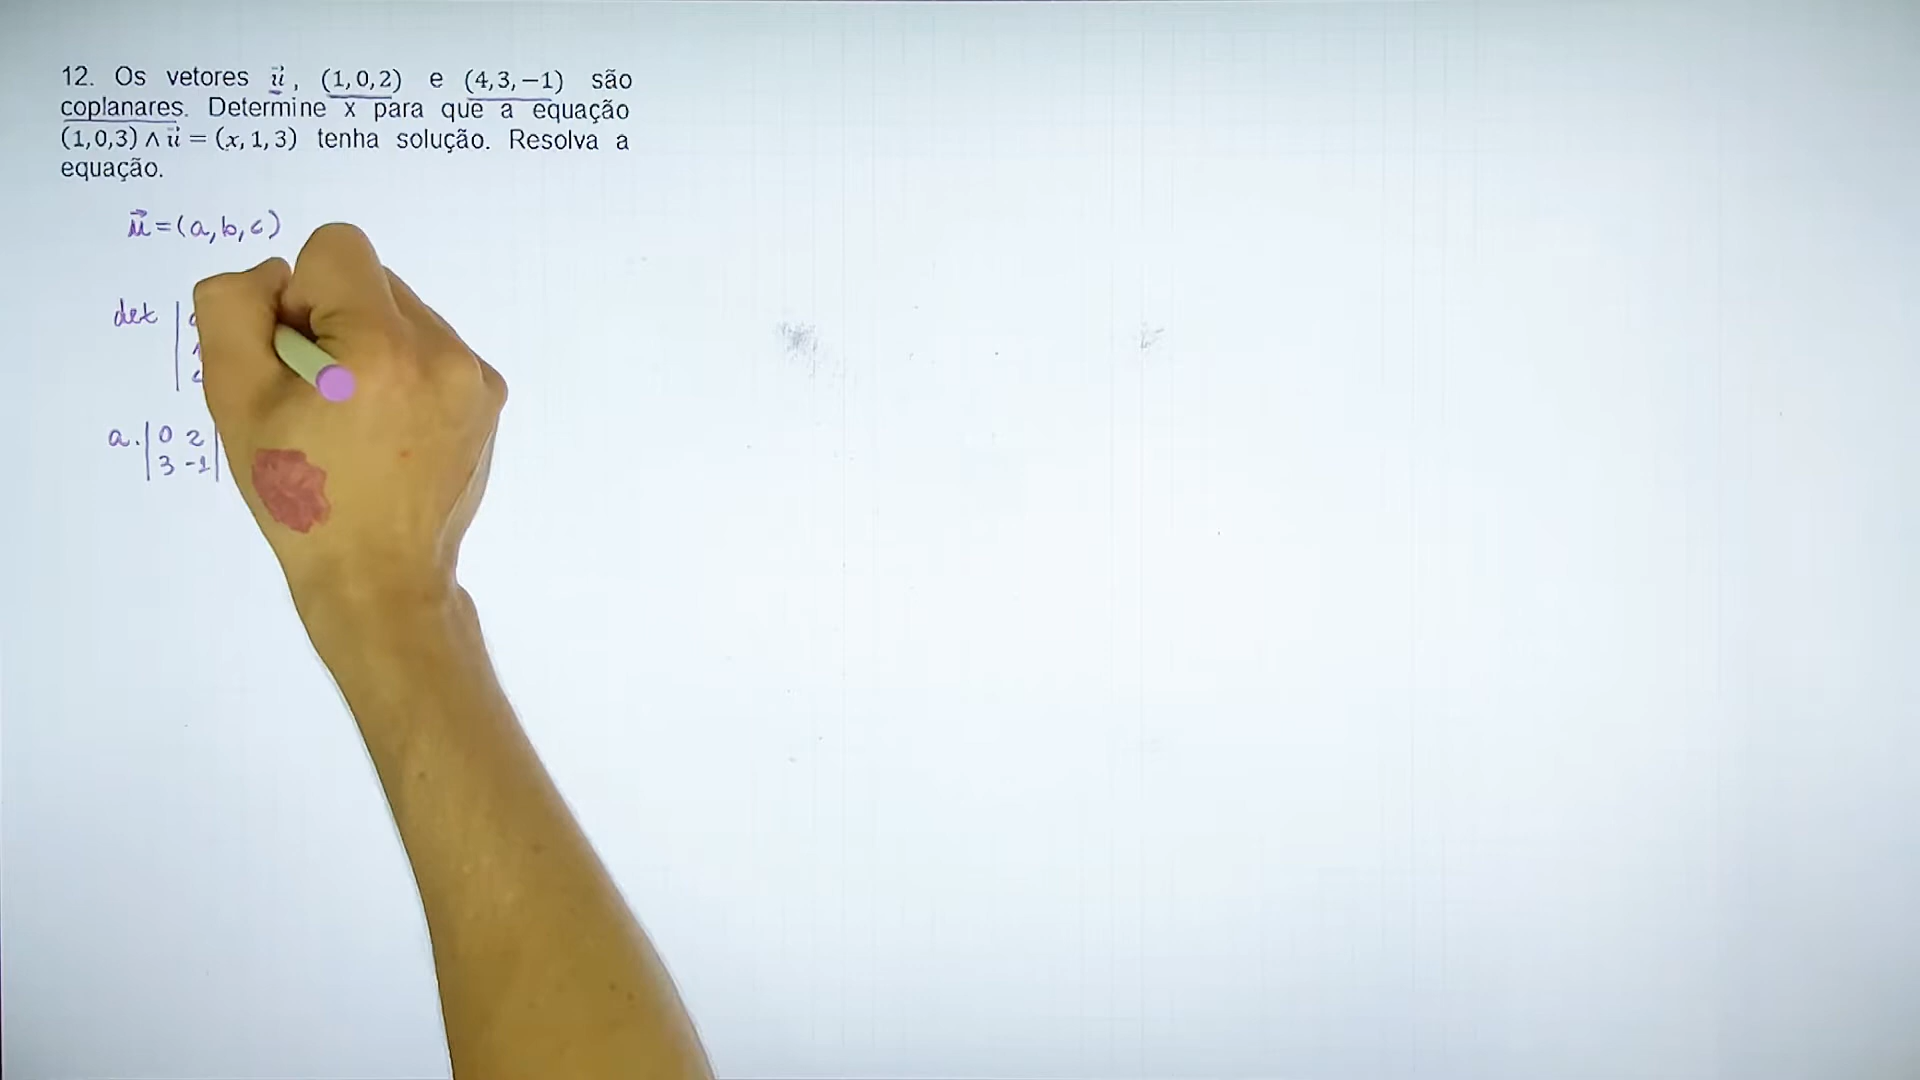 12. Os vetores u⃗, (1,0,2) e (4,3,−1) são
coplanares. Determine x para que a equação
(1,0,3) ∧ u⃗ = (x, 1, 3) tenha solução. Resolva a
equação.
u⃗=(a,b,c)
det |
a. |0 2|
|3 -1|